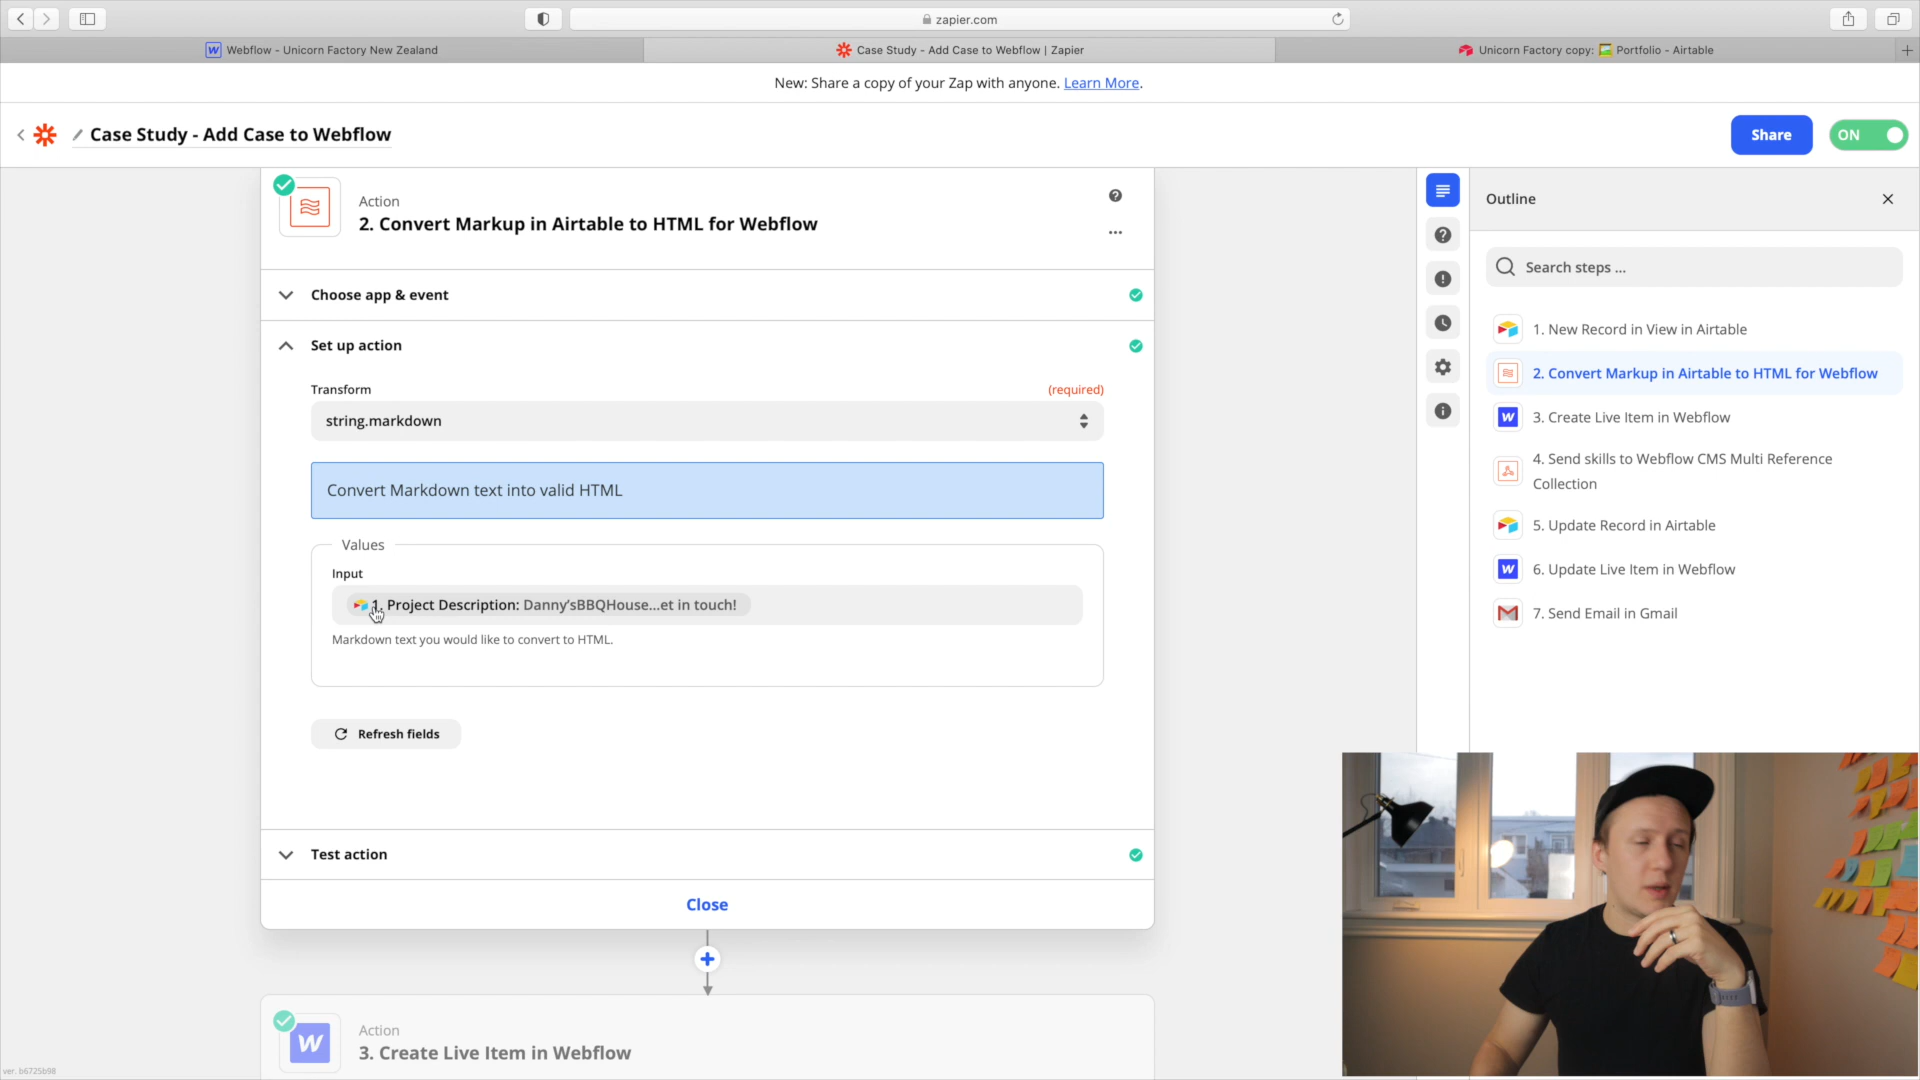 zapier.com
Webflow - Unicorn Factory New Zealand
Case Study - Add Case to Webflow | Zapier
Unicorn Factory copy: Portfolio - Airtable
New: Share a copy of your Zap with anyone. Learn More.
Case Study - Add Case to Webflow
Share
ON
Action
2. Convert Markup in Airtable to HTML for Webflow
Choose app & event
Set up action
Transform
(required)
string.markdown
Convert Markdown text into valid HTML
Values
Input
1. Project Description: Danny'sBBQHouse...et in touch!
Markdown text you would like to convert to HTML.
Refresh fields
Test action
Close
Action
3. Create Live Item in Webflow
ver. b6725b98
Outline
Search steps ...
1. New Record in View in Airtable
2. Convert Markup in Airtable to HTML for Webflow
3. Create Live Item in Webflow
4. Send skills to Webflow CMS Multi Reference
Collection
5. Update Record in Airtable
6. Update Live Item in Webflow
7. Send Email in Gmail